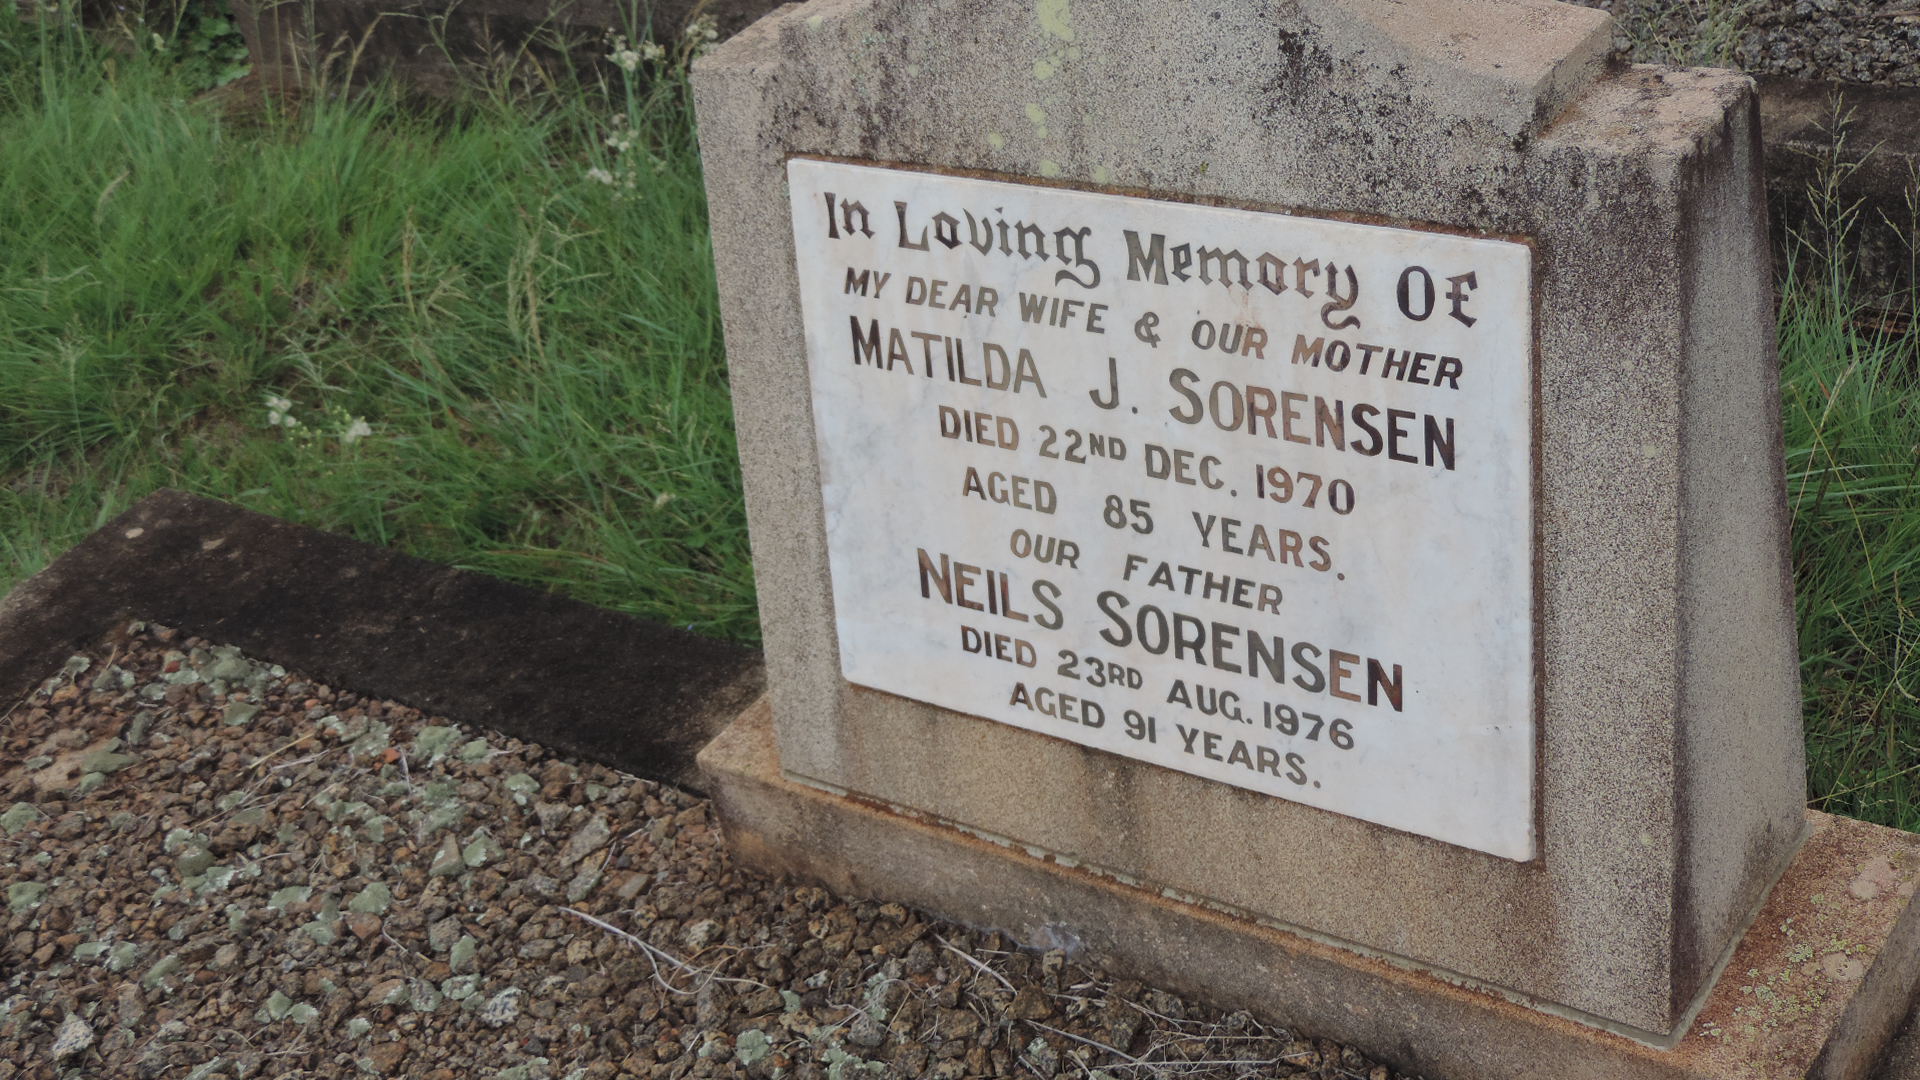 In Loving Memory Of
MY DEAR WIFE & OUR MOTHER
MATILDA J. SORENSEN
DIED 22ND DEC. 1970
AGED 85 YEARS.
OUR FATHER
NEILS SORENSEN
DIED 23RD AUG. 1976
AGED 91 YEARS.